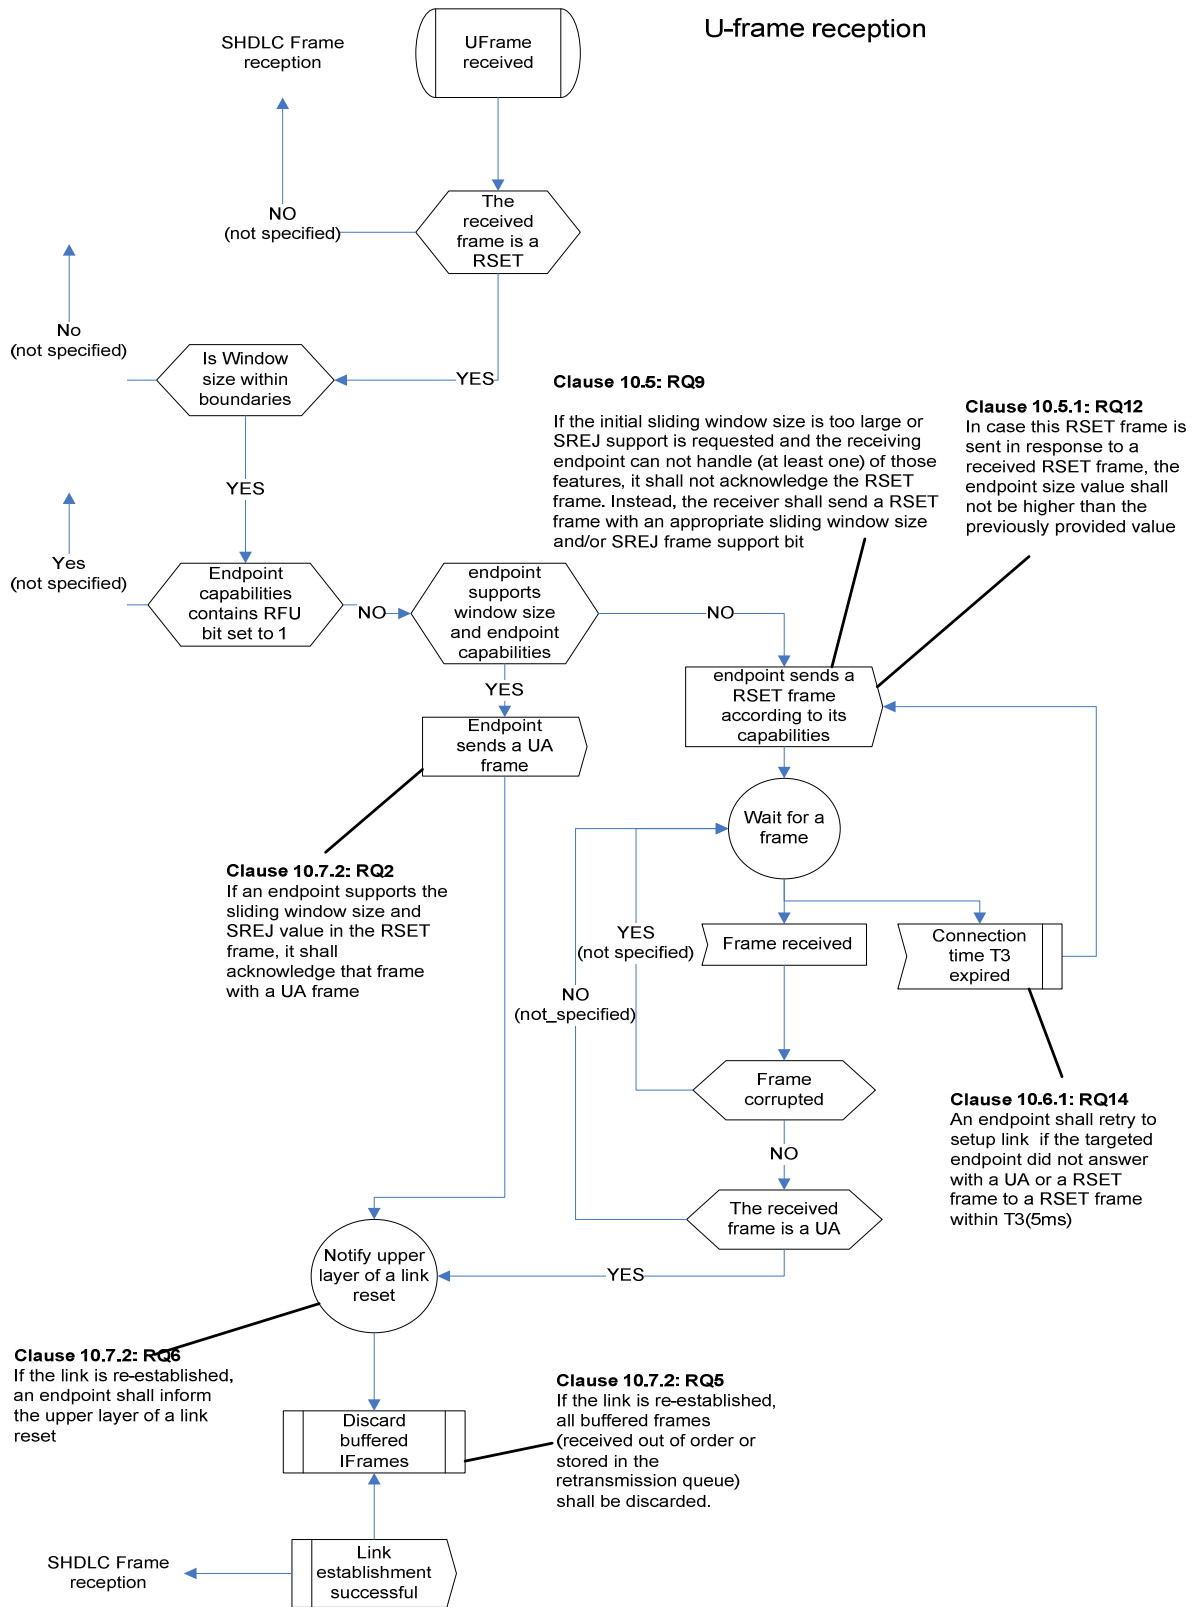 U-frame reception
SHDLC Frame
reception
UFrame
received
The
received
frame is a
RSET
NO
(not specified)
No
(not specified)
Is Window
size within
boundaries
YES
Clause 10.5: RQ9
If the initial sliding window size is too large or
SREJ support is requested and the receiving
endpoint can not handle (at least one) of those
features, it shall not acknowledge the RSET
frame. Instead, the receiver shall send a RSET
frame with an appropriate sliding window size
and/or SREJ frame support bit
Clause 10.5.1: RQ12
In case this RSET frame is
sent in response to a
received RSET frame, the
endpoint size value shall
not be higher than the
previously provided value
YES
Yes
(not specified)
Endpoint
capabilities
contains RFU
bit set to 1
NO
endpoint
supports
window size
and endpoint
capabilities
NO
YES
endpoint sends a
RSET frame
according to its
capabilities
Endpoint
sends a UA
frame
Wait for a
frame
Clause 10.7.2: RQ2
If an endpoint supports the
sliding window size and
SREJ value in the RSET
frame, it shall
acknowledge that frame
with a UA frame
YES
(not specified)
Frame received
Connection
time T3
expired
NO
(not_specified)
Frame
corrupted
Clause 10.6.1: RQ14
An endpoint shall retry to
setup link if the targeted
endpoint did not answer
with a UA or a RSET
frame to a RSET frame
within T3(5ms)
NO
The received
frame is a UA
Notify upper
layer of a link
reset
YES
Clause 10.7.2: RQ6
If the link is re-established,
an endpoint shall inform
the upper layer of a link
reset
Clause 10.7.2: RQ5
If the link is re-established,
all buffered frames
(received out of order or
stored in the
retransmission queue)
shall be discarded.
Discard
buffered
IFrames
SHDLC Frame
reception
Link
establishment
successful